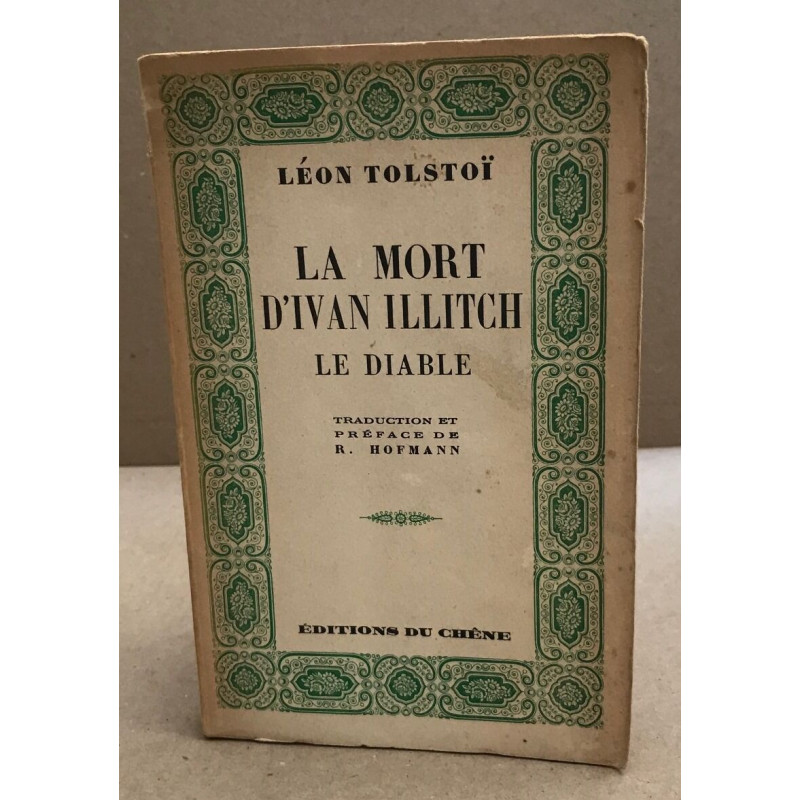 LÉON TOLSTOÏ
LA MORT
D'IVAN ILLITCH
LE DIABLE
TRADUCTION ET
PRÉFACE DE
R. HOFMANN
ÉDITIONS DU CHÊNE